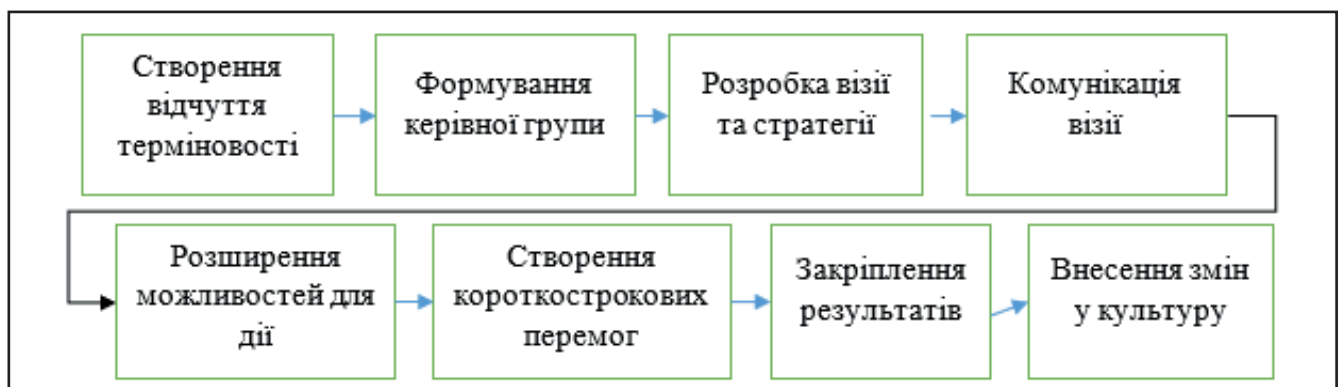 Створення
відчуття
терміновості
Формування
керівної групи
Розробка візії
та стратегії
Комунікація
візії
Розширення
можливостей для
дії
Створення
короткострокових
перемог
Закріплення
результатів
Внесення змін
у культуру